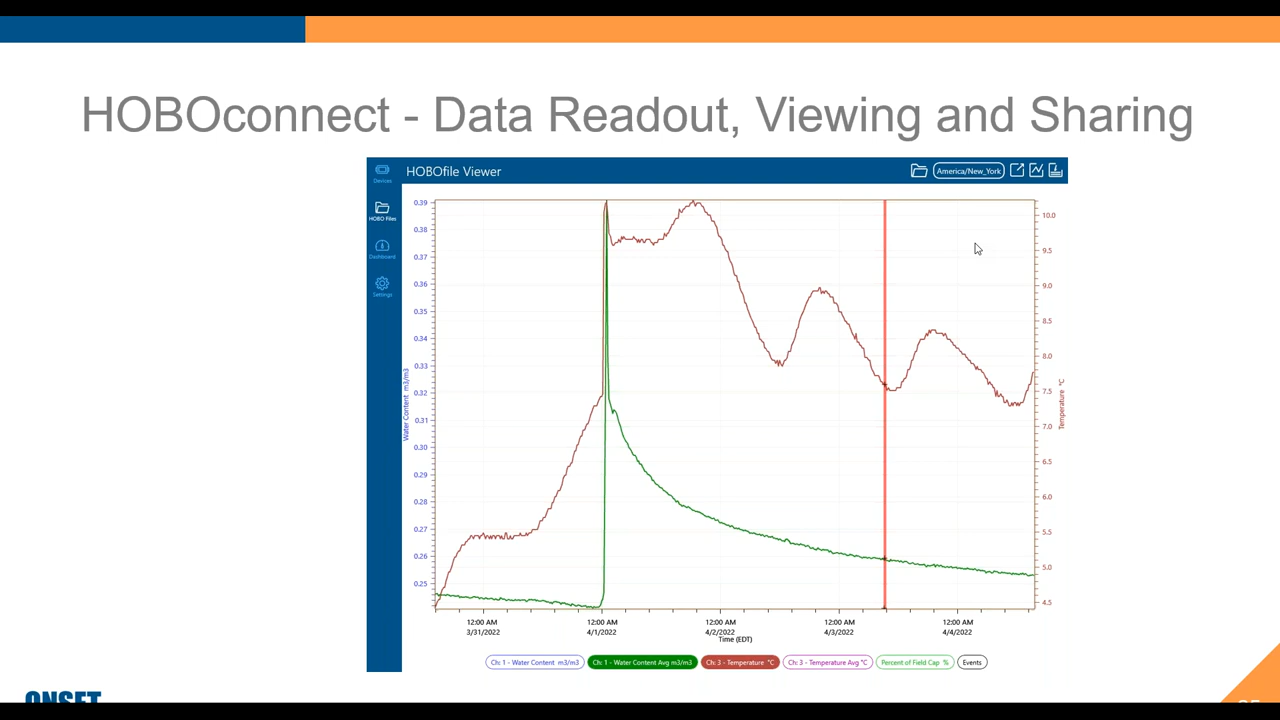 HOBOconnect - Data Readout, Viewing and Sharing
HOBOfile Viewer
America/New_York
Devices
HOBO Files
Dashboard
Settings
0.39
0.38
0.37
0.36
0.35
0.34
0.33
0.32
0.31
0.30
0.29
0.28
0.27
0.26
0.25
Water Content m3/m3
10.0
9.5
9.0
8.5
8.0
7.5
7.0
6.5
6.0
5.5
5.0
4.5
Temperature °C
12:00 AM 12:00 AM 12:00 AM 12:00 AM 12:00 AM
3/31/2022 4/1/2022 4/2/2022 4/3/2022 4/4/2022
Time (EDT)
Ch: 1 - Water Content m3/m3 Ch: 1 - Water Content Avg m3/m3 Ch: 3 - Temperature °C Ch: 3 - Temperature Avg °C Percent of Field Cap % Events
ONSET